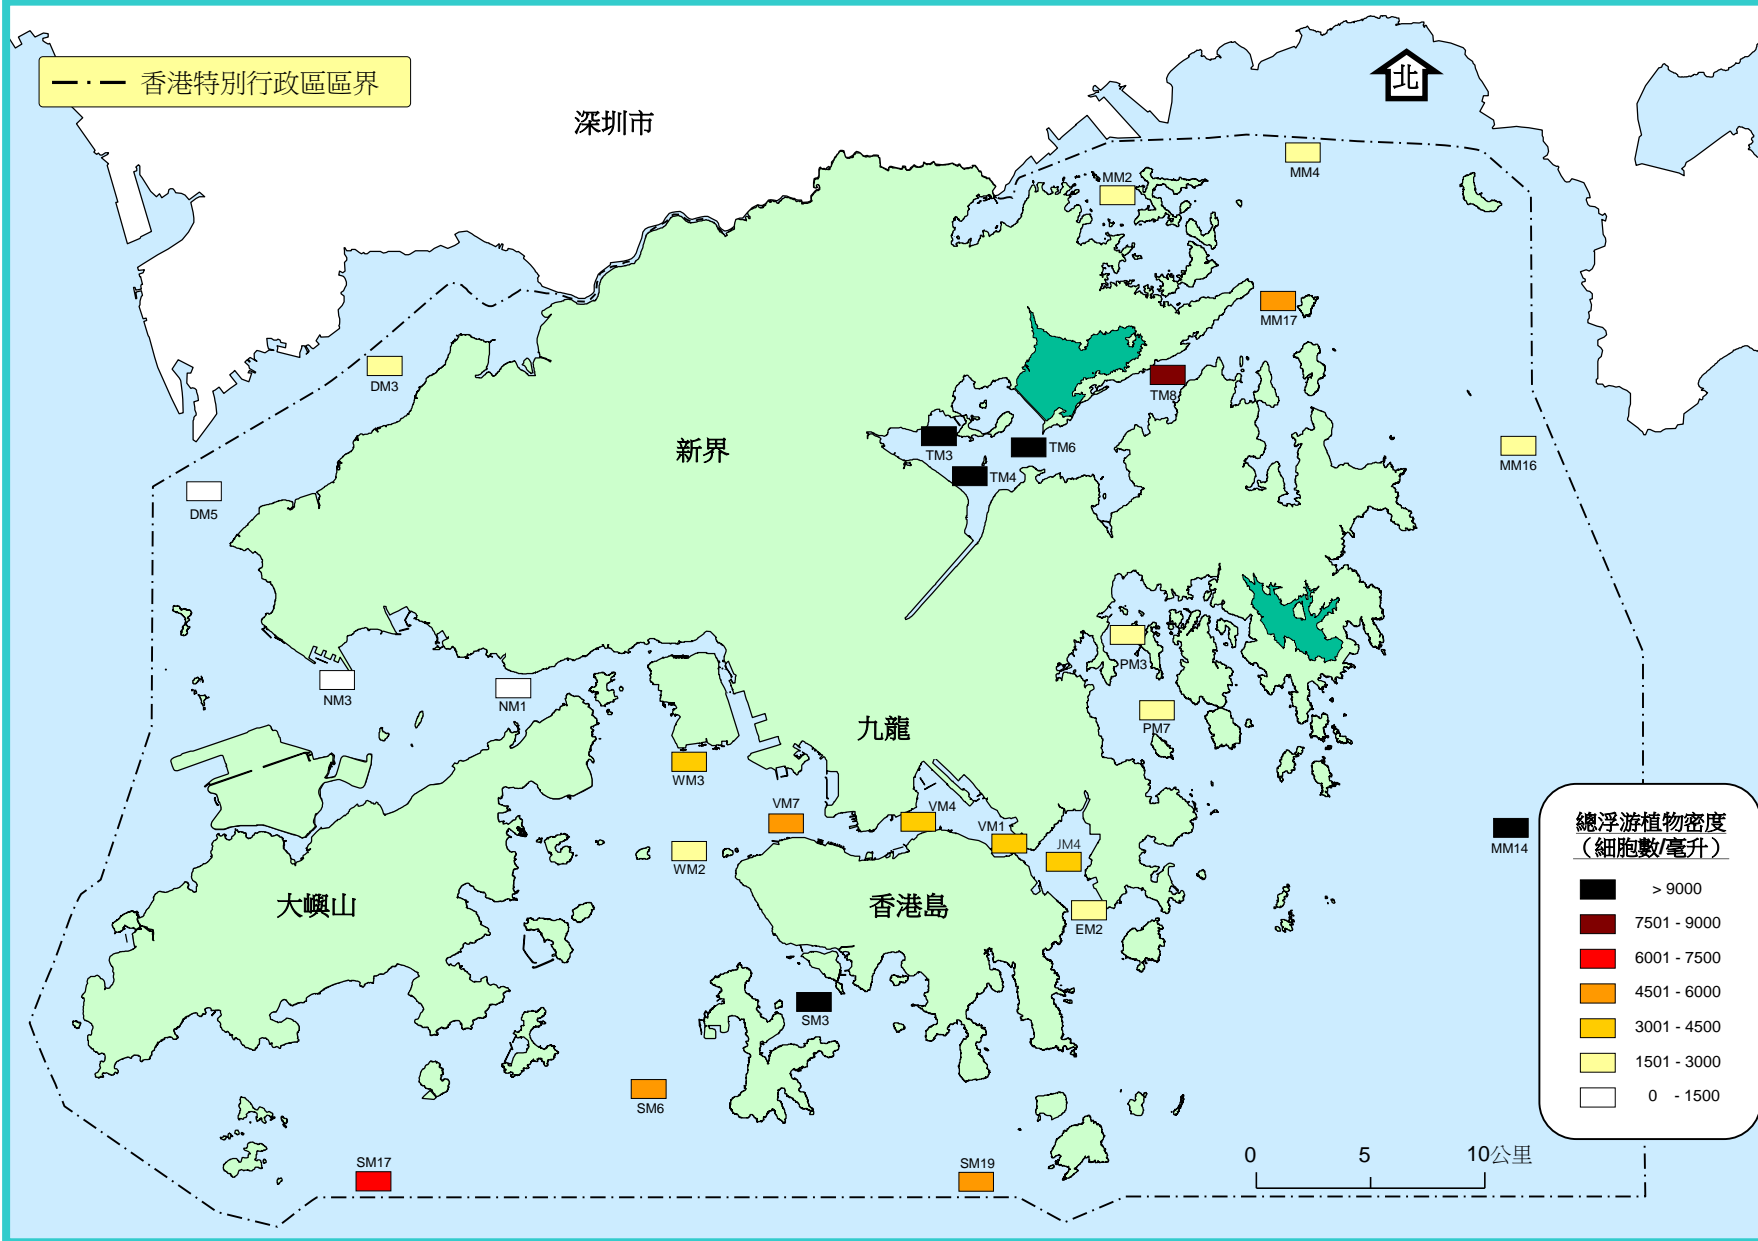 香港特別行政區區界
北
深圳市
MM4
MM2
MM17
DM3
TM8
TM3
TM6
新界
MM16
TM4
DM5
PM3
NM3
NM1
九龍
PM7
WM3
VM7
VM4
VM1
JM4
MM14
WM2
大嶼山
香港島
EM2
SM3
SM6
SM17
SM19
總浮游植物密度
（細胞數/毫升）
> 9000
7501 - 9000
6001 - 7500
4501 - 6000
3001 - 4500
1501 - 3000
0 - 1500
0 5 10公里